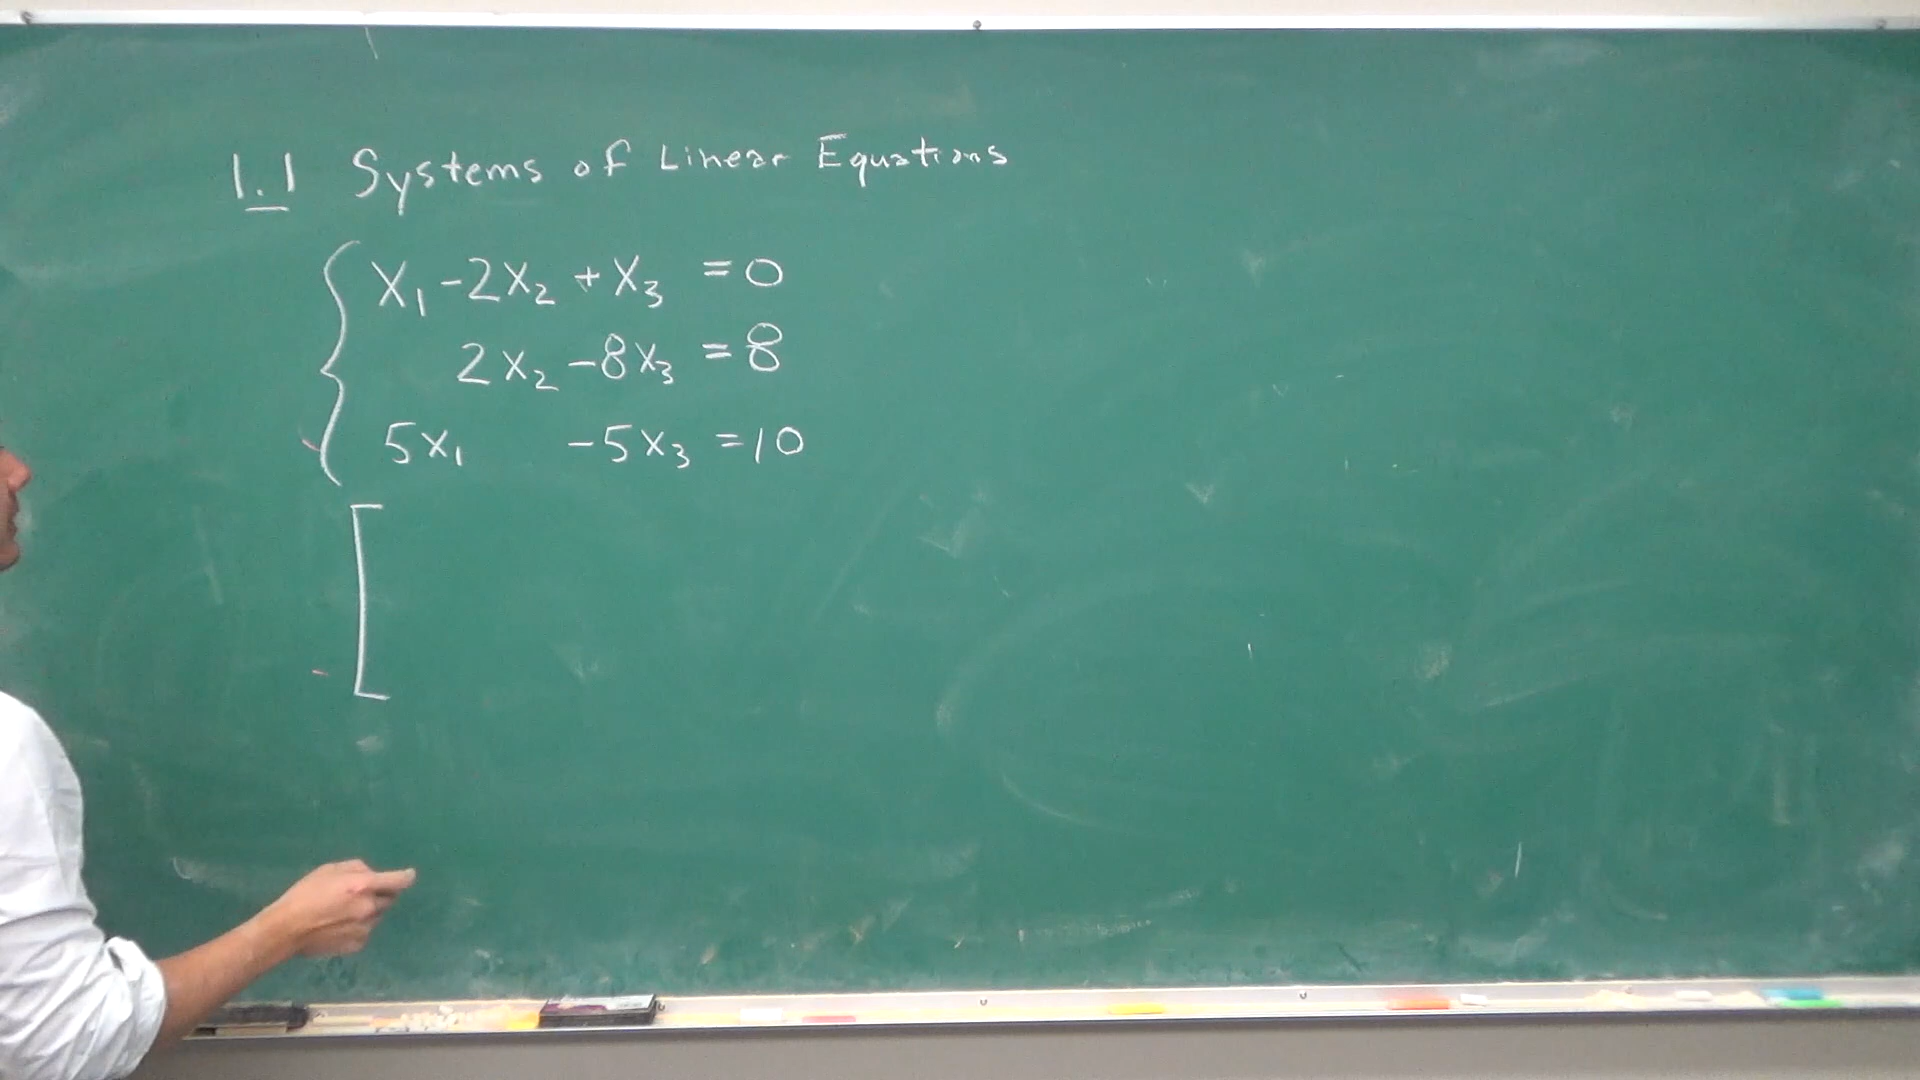 1.1 Systems of Linear Equations
x₁ - 2x₂ + x₃ = 0
2x₂ - 8x₃ = 8
5x₁ - 5x₃ = 10
[